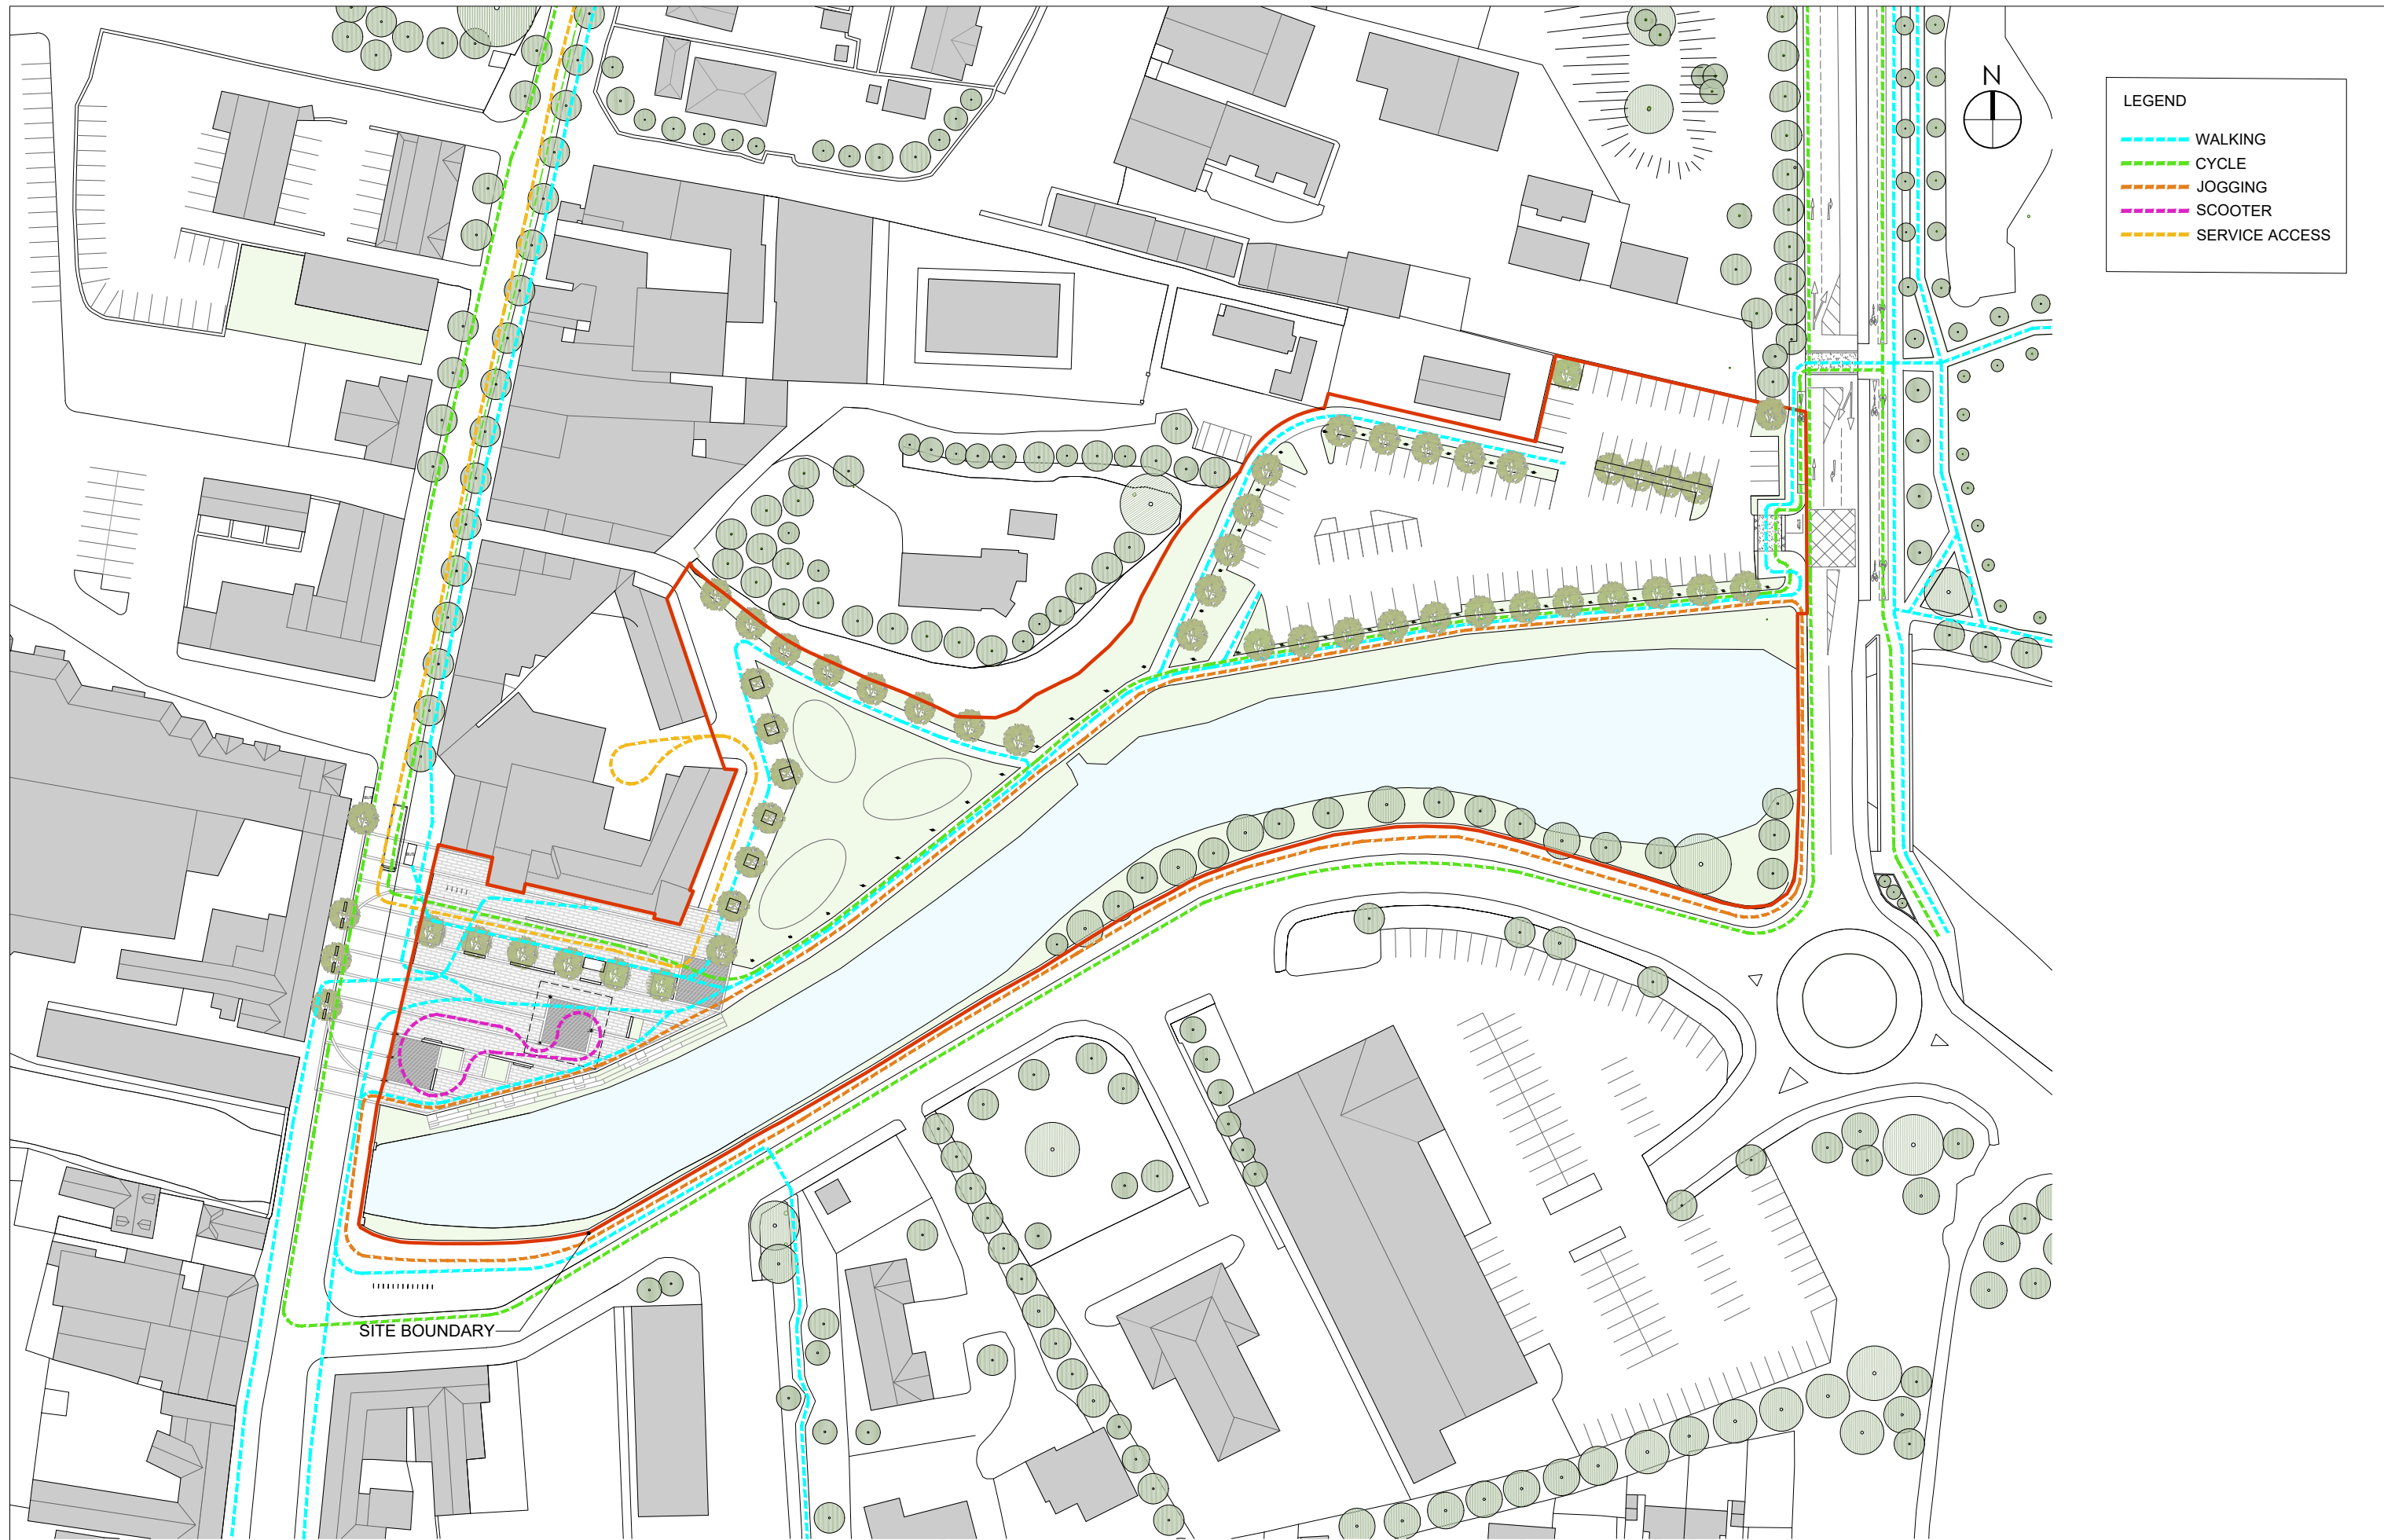 N
LEGEND
WALKING
CYCLE
JOGGING
SCOOTER
SERVICE ACCESS
SITE BOUNDARY